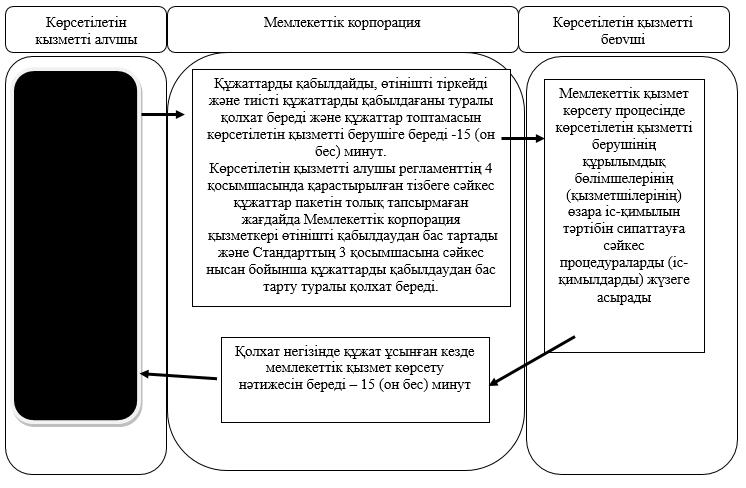 Көрсетілетін
қызметті алушы
Мемлекеттік корпорация
Көрсетілетін қызметті
беруші
Құжаттарды қабылдайды, өтінішті тіркейді
және тиісті құжаттарды қабылдағаны туралы
қолхат береді және құжаттар топтамасын
көрсетілетін қызметті берушіге береді -15 (он
бес) минут.
Көрсетілетін қызметті алушы регламенттің 4
қосымшасында қарастырылған тізбеге сәйкес
құжаттар пакетін толық тапсырмаған
жағдайда Мемлекеттік корпорация
қызметкері өтінішті қабылдаудан бас тартады
және Стандарттың 3 қосымшасына сәйкес
нысан бойынша құжаттарды қабылдаудан бас
тарту туралы қолхат береді.
Мемлекеттік қызмет
көрсету процесінде
көрсетілетін қызметті
берушінің
құрылымдық
бөлімшелерінің
(қызметшілерінің)
өзара іс-қимылын
тәртібін сипаттауға
сәйкес
процедураларды (іс-
қимылдарды) жүзеге
асырады
Қолхат негізінде құжат ұсынған кезде
мемлекеттік қызмет көрсету
нәтижесін береді – 15 (он бес) минут